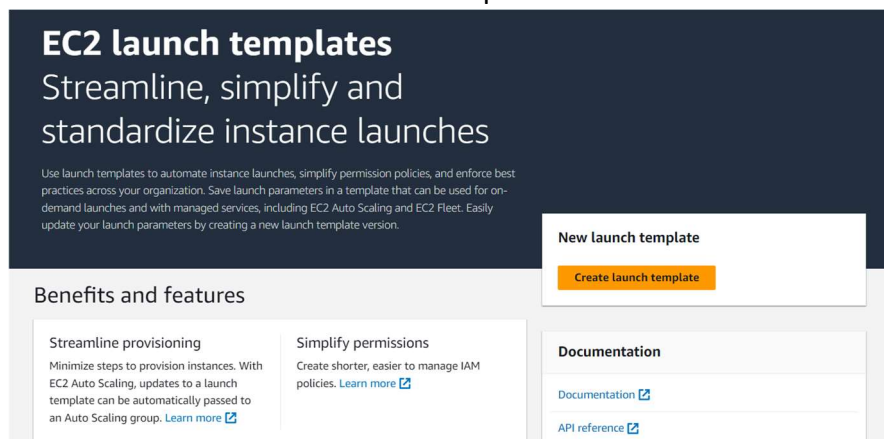 EC2 launch templates
Streamline, simplify and
standardize instance launches
Use launch templates to automate instance launches, simplify permission policies, and enforce best
practices across your organization. Save launch parameters in a template that can be used for on-
demand launches and with managed services, including EC2 Auto Scaling and EC2 Fleet. Easily
update your launch parameters by creating a new launch template version.
New launch template
Create launch template
Benefits and features
Streamline provisioning
Minimize steps to provision instances. With
EC2 Auto Scaling, updates to a launch
template can be automatically passed to
an Auto Scaling group. Learn more
Simplify permissions
Create shorter, easier to manage IAM
policies. Learn more
Documentation
Documentation
API reference